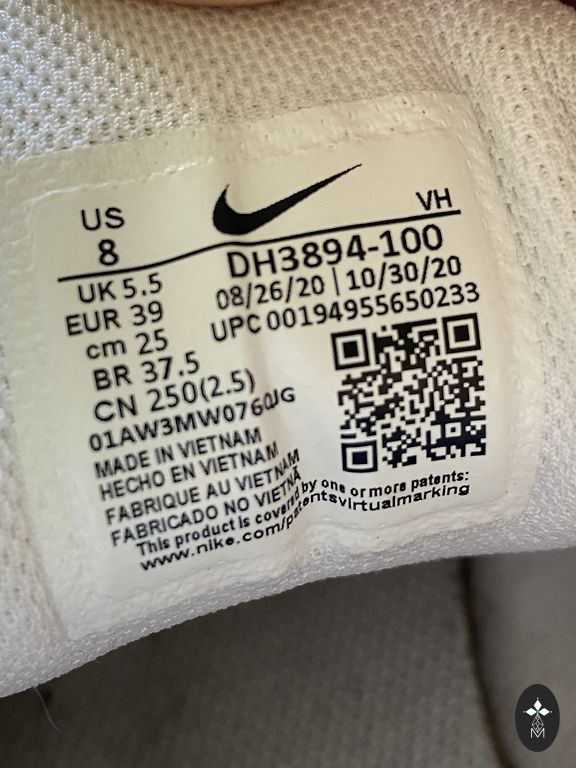 US
8
VH
DH3894-100
UK 5.5
08/26/20 | 10/30/20
EUR 39
UPC 00194955650233
cm 25
BR 37.5
CN 250(2.5)
MADE IN VIETNAM
HECHO EN VIETNAM
FABRIQUE AU VIETNAM
FABRICADO NO VIETNÃ
This product is covered by one or more patents:
www.nike.com/patentsvirtualmarking
M